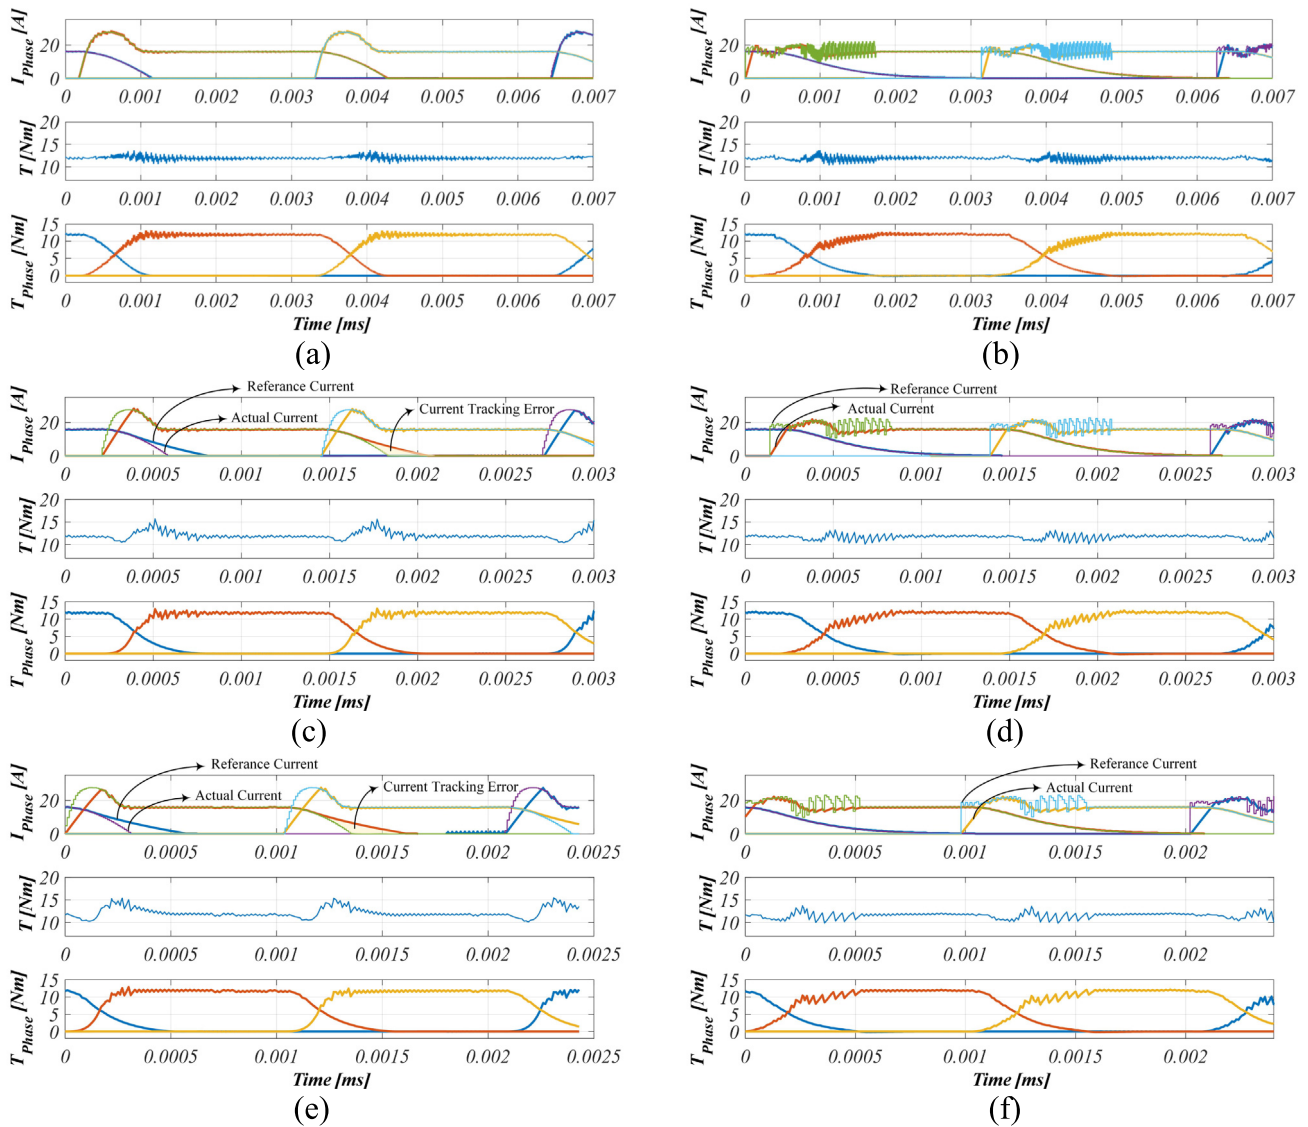 I_Phase [A]
20
0
0 0.001 0.002 0.003 0.004 0.005 0.006 0.007
T [Nm]
20
15
10
0 0.001 0.002 0.003 0.004 0.005 0.006 0.007
T_Phase [Nm]
15
10
5
0
0 0.001 0.002 0.003 0.004 0.005 0.006 0.007
Time [ms]
(a)
I_Phase [A]
20
0
0 0.001 0.002 0.003 0.004 0.005 0.006 0.007
T [Nm]
20
15
10
0 0.001 0.002 0.003 0.004 0.005 0.006 0.007
T_Phase [Nm]
15
10
5
0
0 0.001 0.002 0.003 0.004 0.005 0.006 0.007
Time [ms]
(b)
Referance Current
Actual Current
Current Tracking Error
I_Phase [A]
20
0
0 0.0005 0.001 0.0015 0.002 0.0025 0.003
T [Nm]
20
15
10
0 0.0005 0.001 0.0015 0.002 0.0025 0.003
T_Phase [Nm]
15
10
5
0
0 0.0005 0.001 0.0015 0.002 0.0025 0.003
Time [ms]
(c)
Referance Current
Actual Current
I_Phase [A]
20
0
0 0.0005 0.001 0.0015 0.002 0.0025 0.003
T [Nm]
20
15
10
0 0.0005 0.001 0.0015 0.002 0.0025 0.003
T_Phase [Nm]
15
10
5
0
0 0.0005 0.001 0.0015 0.002 0.0025 0.003
Time [ms]
(d)
Referance Current
Actual Current
Current Tracking Error
I_Phase [A]
20
0
0 0.0005 0.001 0.0015 0.002 0.0025
T [Nm]
20
15
10
0 0.0005 0.001 0.0015 0.002 0.0025
T_Phase [Nm]
15
10
5
0
0 0.0005 0.001 0.0015 0.002 0.0025
Time [ms]
(e)
Referance Current
Actual Current
I_Phase [A]
20
0
0 0.0005 0.001 0.0015 0.002
T [Nm]
20
15
10
0 0.0005 0.001 0.0015 0.002
T_Phase [Nm]
15
10
5
0
0 0.0005 0.001 0.0015 0.002
Time [ms]
(f)